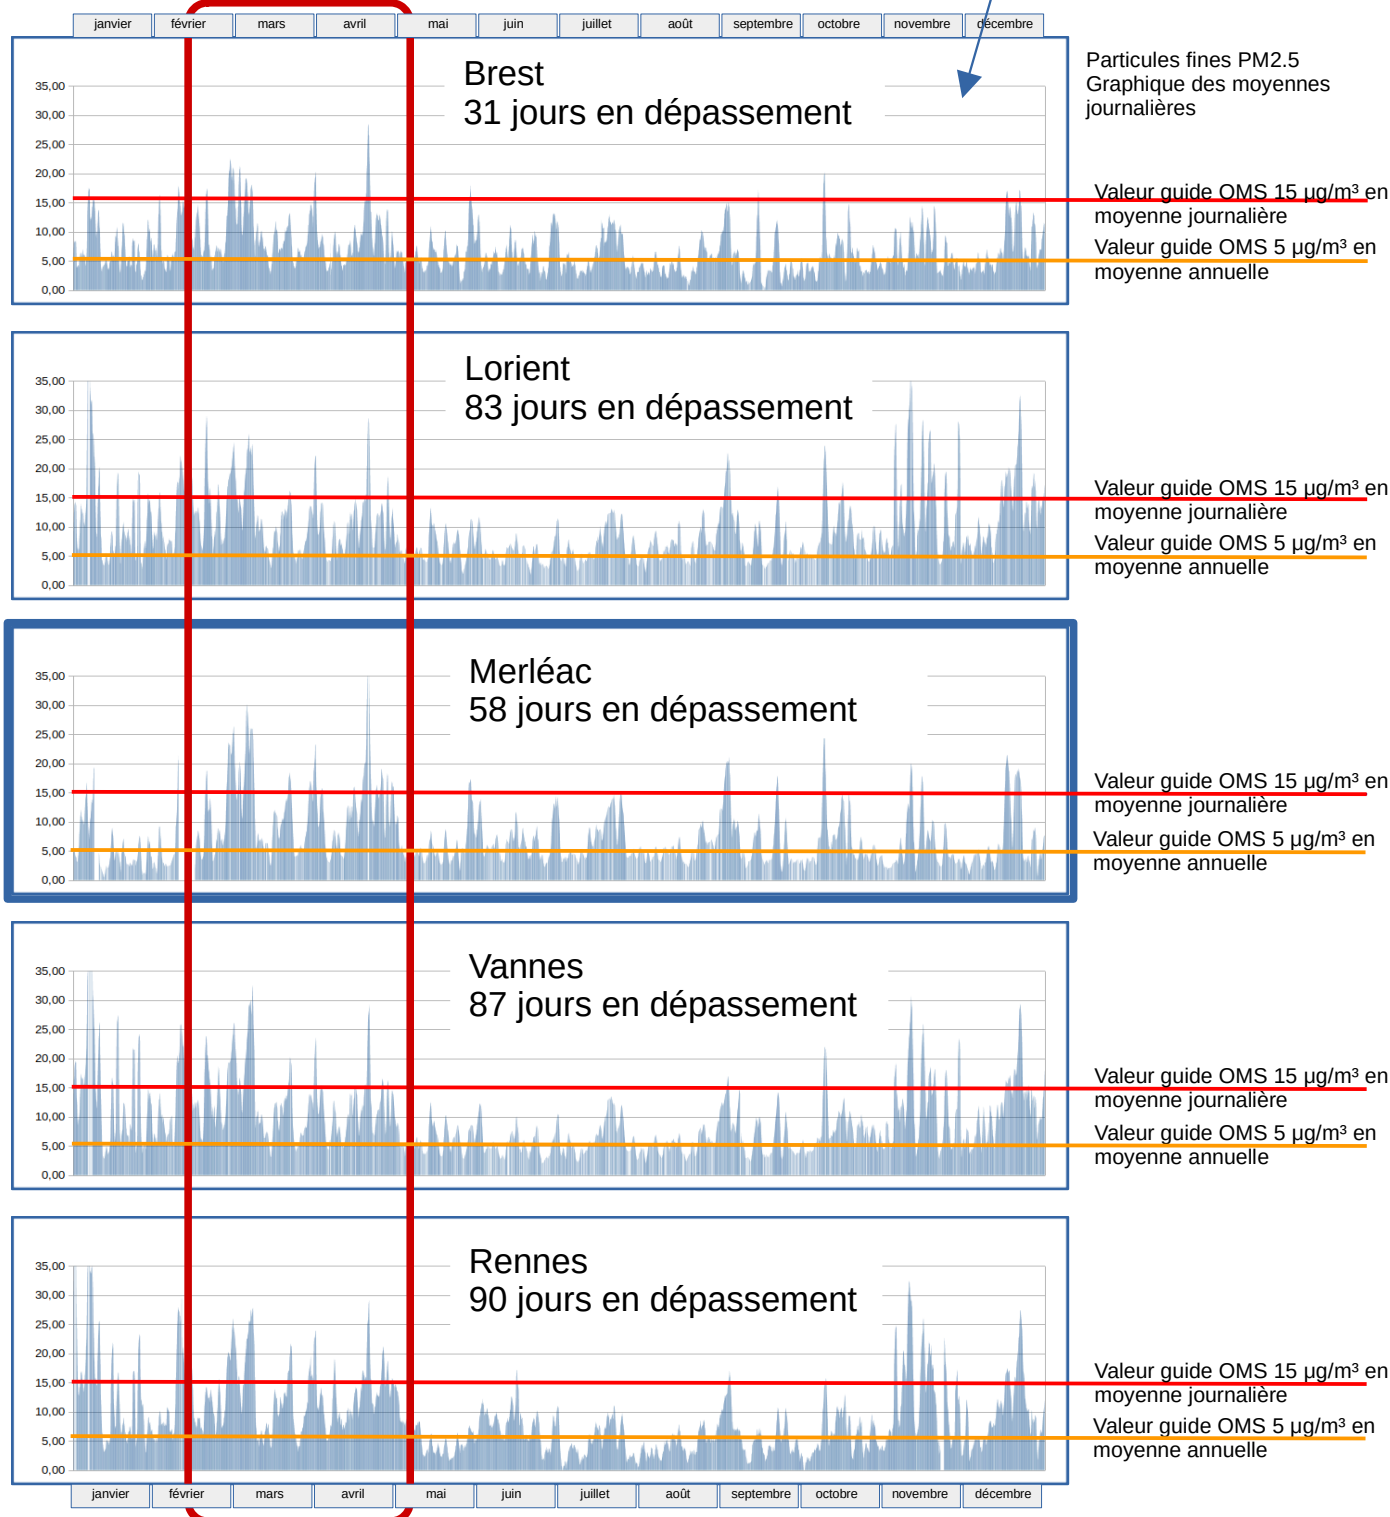 janvier février mars avril mai juin juillet août septembre octobre novembre décembre
Particules fines PM2.5
Graphique des moyennes
journalières
Brest
31 jours en dépassement
35,00
30,00
25,00
20,00
15,00
10,00
5,00
0,00
Valeur guide OMS 15 µg/m³ en
moyenne journalière
Valeur guide OMS 5 µg/m³ en
moyenne annuelle
Lorient
83 jours en dépassement
35,00
30,00
25,00
20,00
15,00
10,00
5,00
0,00
Valeur guide OMS 15 µg/m³ en
moyenne journalière
Valeur guide OMS 5 µg/m³ en
moyenne annuelle
Merléac
58 jours en dépassement
35,00
30,00
25,00
20,00
15,00
10,00
5,00
0,00
Valeur guide OMS 15 µg/m³ en
moyenne journalière
Valeur guide OMS 5 µg/m³ en
moyenne annuelle
Vannes
87 jours en dépassement
35,00
30,00
25,00
20,00
15,00
10,00
5,00
0,00
Valeur guide OMS 15 µg/m³ en
moyenne journalière
Valeur guide OMS 5 µg/m³ en
moyenne annuelle
Rennes
90 jours en dépassement
35,00
30,00
25,00
20,00
15,00
10,00
5,00
0,00
Valeur guide OMS 15 µg/m³ en
moyenne journalière
Valeur guide OMS 5 µg/m³ en
moyenne annuelle
janvier février mars avril mai juin juillet août septembre octobre novembre décembre